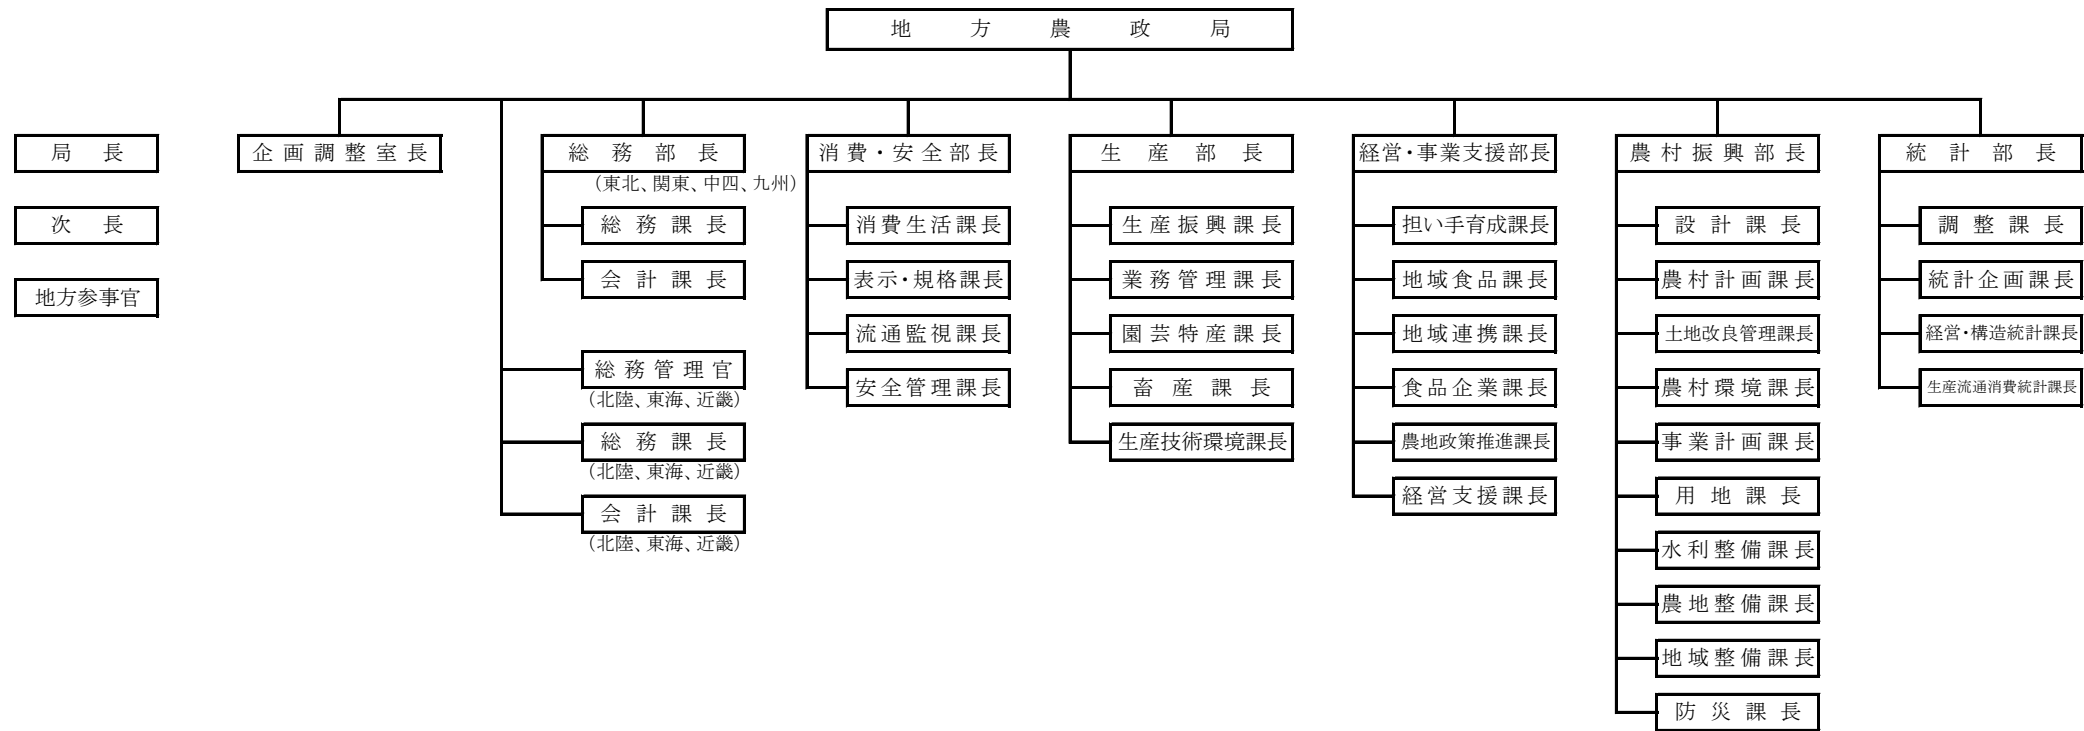 地方農政局
局長
次長
地方参事官
企画調整室長
総務部長
(東北、関東、中四、九州)
総務課長
会計課長
総務管理官
(北陸、東海、近畿)
総務課長
(北陸、東海、近畿)
会計課長
(北陸、東海、近畿)
消費・安全部長
消費生活課長
表示・規格課長
流通監視課長
安全管理課長
生産部長
生産振興課長
業務管理課長
園芸特産課長
畜産課長
生産技術環境課長
経営・事業支援部長
担い手育成課長
地域食品課長
地域連携課長
食品企業課長
農地政策推進課長
経営支援課長
農村振興部長
設計課長
農村計画課長
土地改良管理課長
農村環境課長
事業計画課長
用地課長
水利整備課長
農地整備課長
地域整備課長
防災課長
統計部長
調整課長
統計企画課長
経営・構造統計課長
生産流通消費統計課長